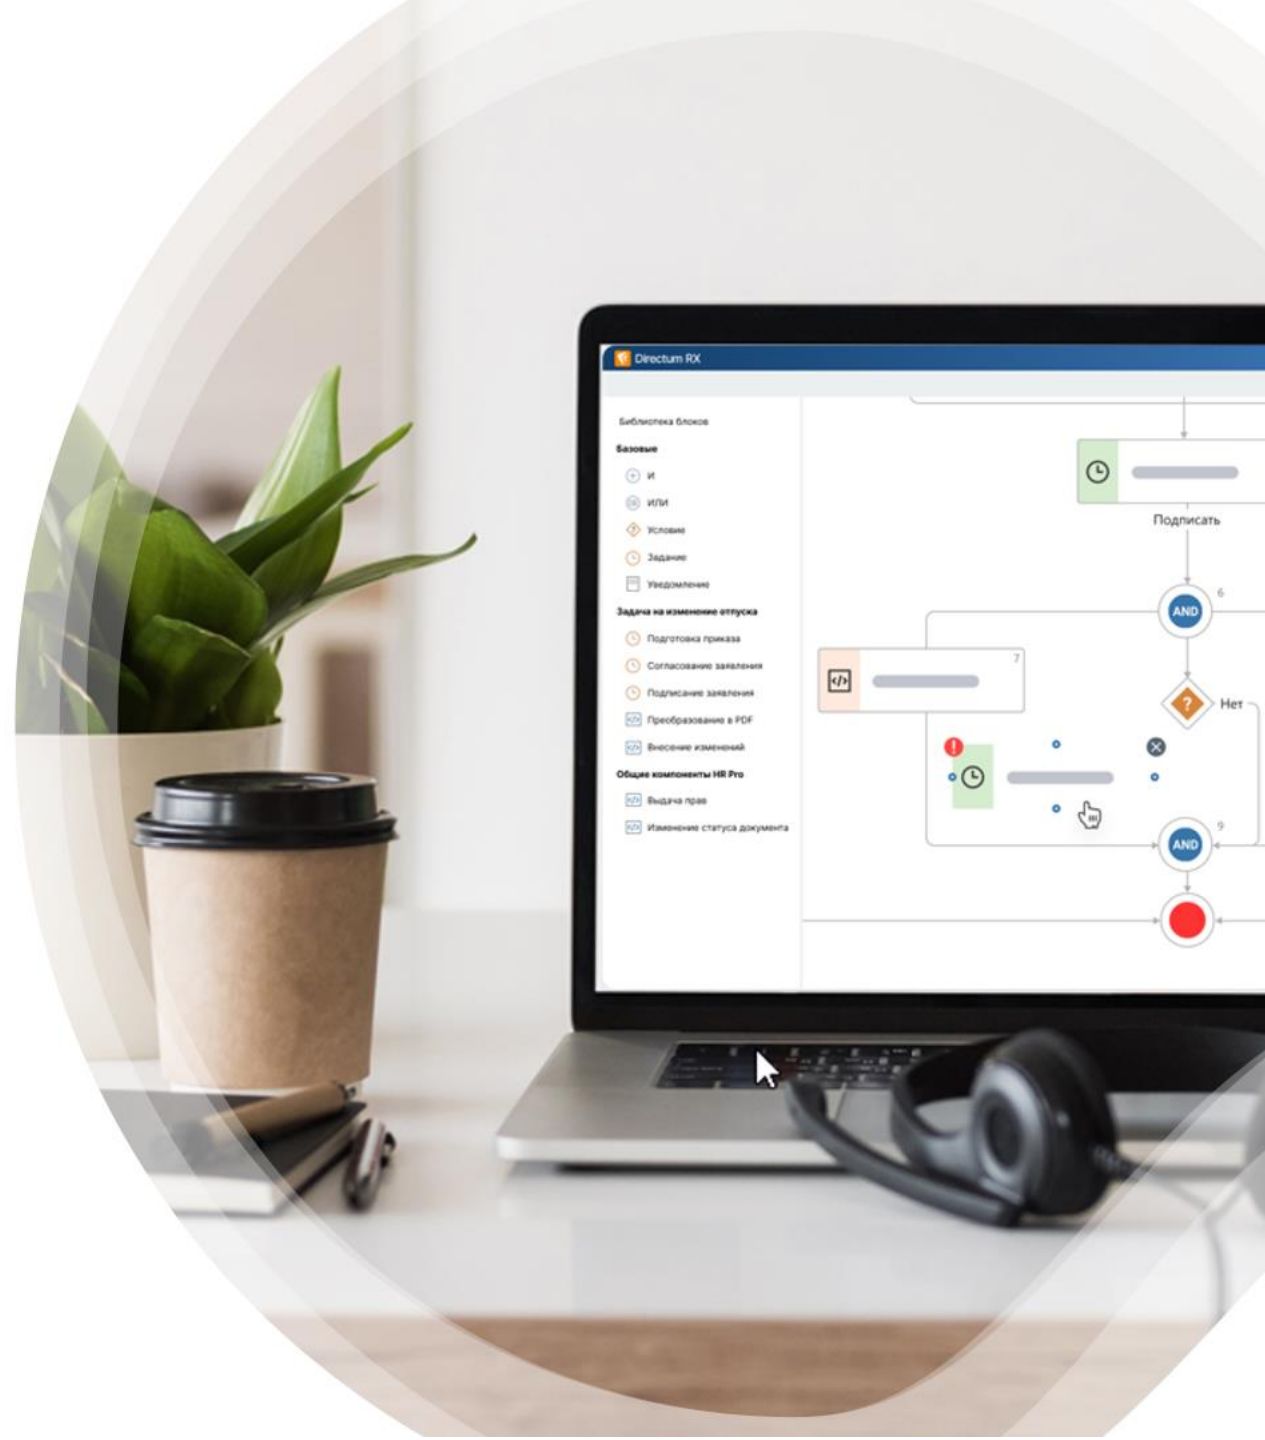 Directum RX
Библиотека блоков
Базовые
И
ИЛИ
Условие
Задание
Уведомление
Задача на изменение отпуска
Подготовка приказа
Согласование заявления
Подписание заявления
Преобразование в PDF
Внесение изменений
Общие компоненты HR Pro
Выдача прав
Изменение статуса документа
Подписать
AND
6
7
?
Нет
!
AND
9